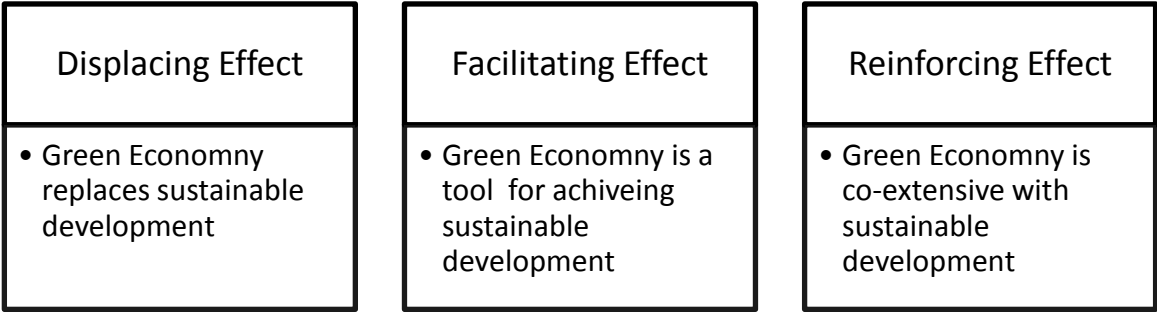 Displacing Effect
• Green Economny
replaces sustainable
development
Facilitating Effect
• Green Economny is a
tool  for achiveing
sustainable
development
Reinforcing Effect
• Green Economny is
co-extensive with
sustainable
development